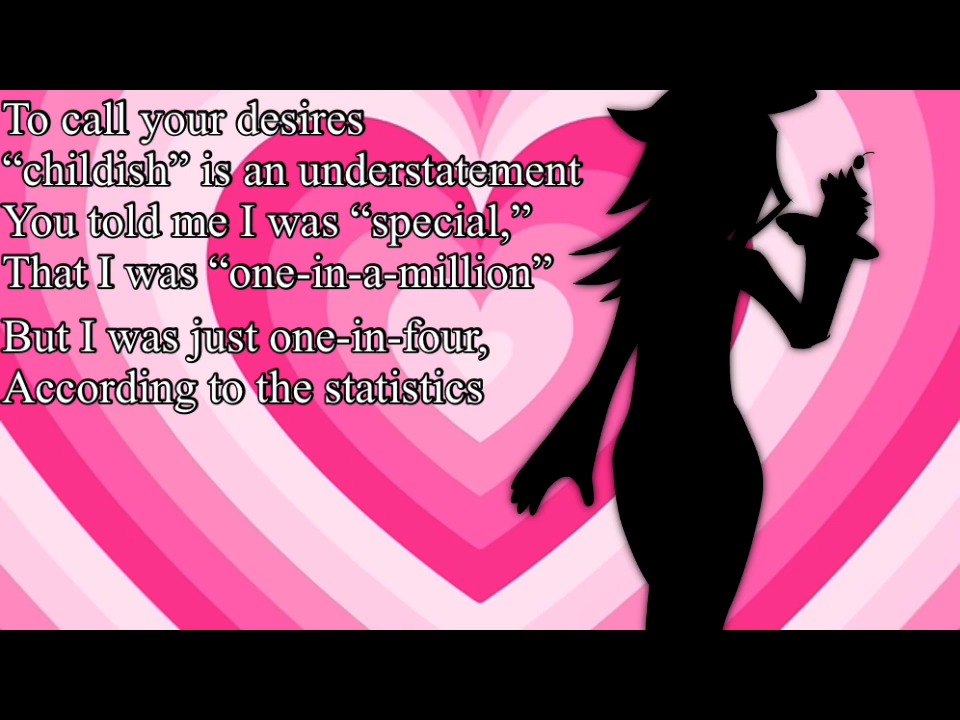 To call your desires
“childish” is an understatement
You told me I was “special,”
That I was “one-in-a-million”
But I was just one-in-four,
According to the statistics